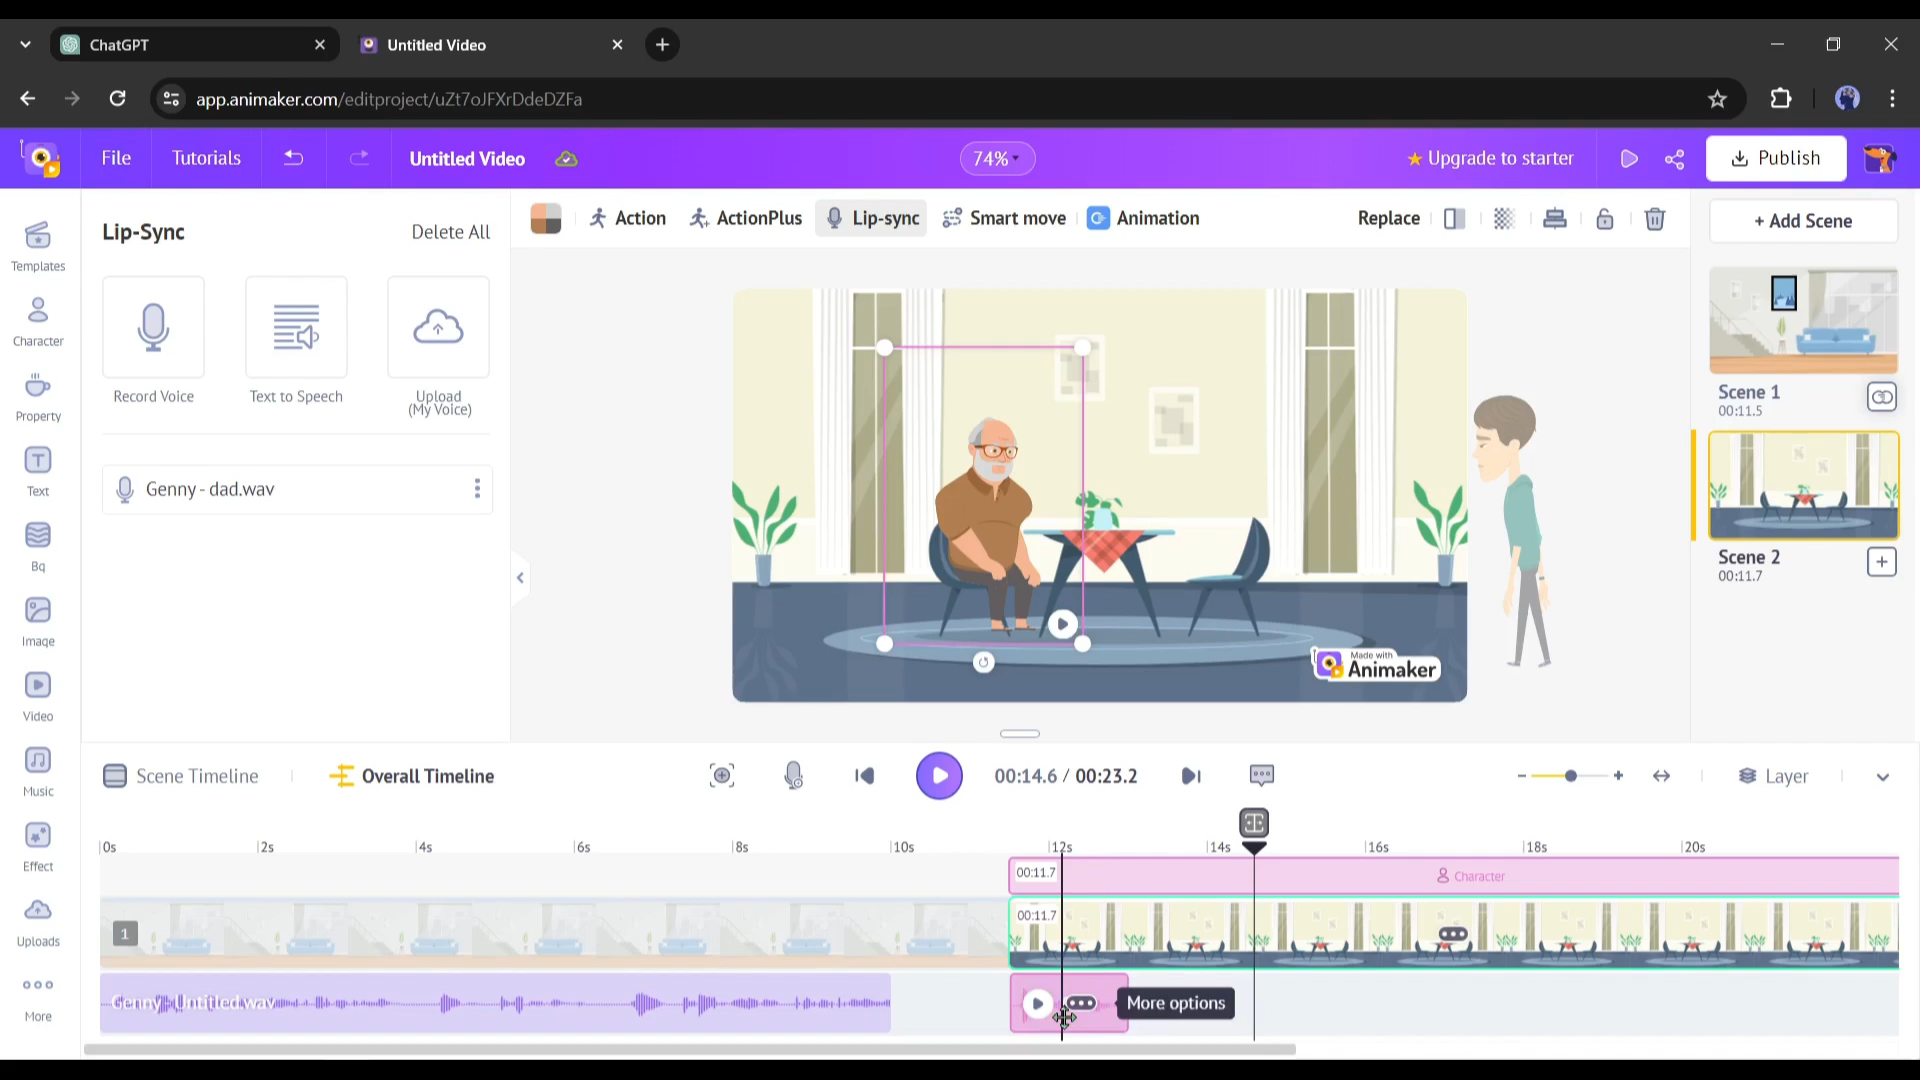 ChatGPT
Untitled Video
app.animaker.com/editproject/uZt7oJFXrDdeDZFa
File
Tutorials
Untitled Video
74%
Upgrade to starter
Publish
Templates
Character
Property
Text
Bg
Image
Video
Music
Effect
Uploads
More
Lip-Sync
Delete All
Record Voice
Text to Speech
Upload
(My Voice)
Genny - dad.wav
Action
ActionPlus
Lip-sync
Smart move
Animation
Replace
Made with
Animaker
+ Add Scene
Scene 1
00:11.5
Scene 2
00:11.7
Scene Timeline
Overall Timeline
00:14.6 / 00:23.2
Layer
0s
2s
4s
6s
8s
10s
12s
14s
16s
18s
20s
00:11.7
Character
1
00:11.7
Genny - Untitled.wav
More options